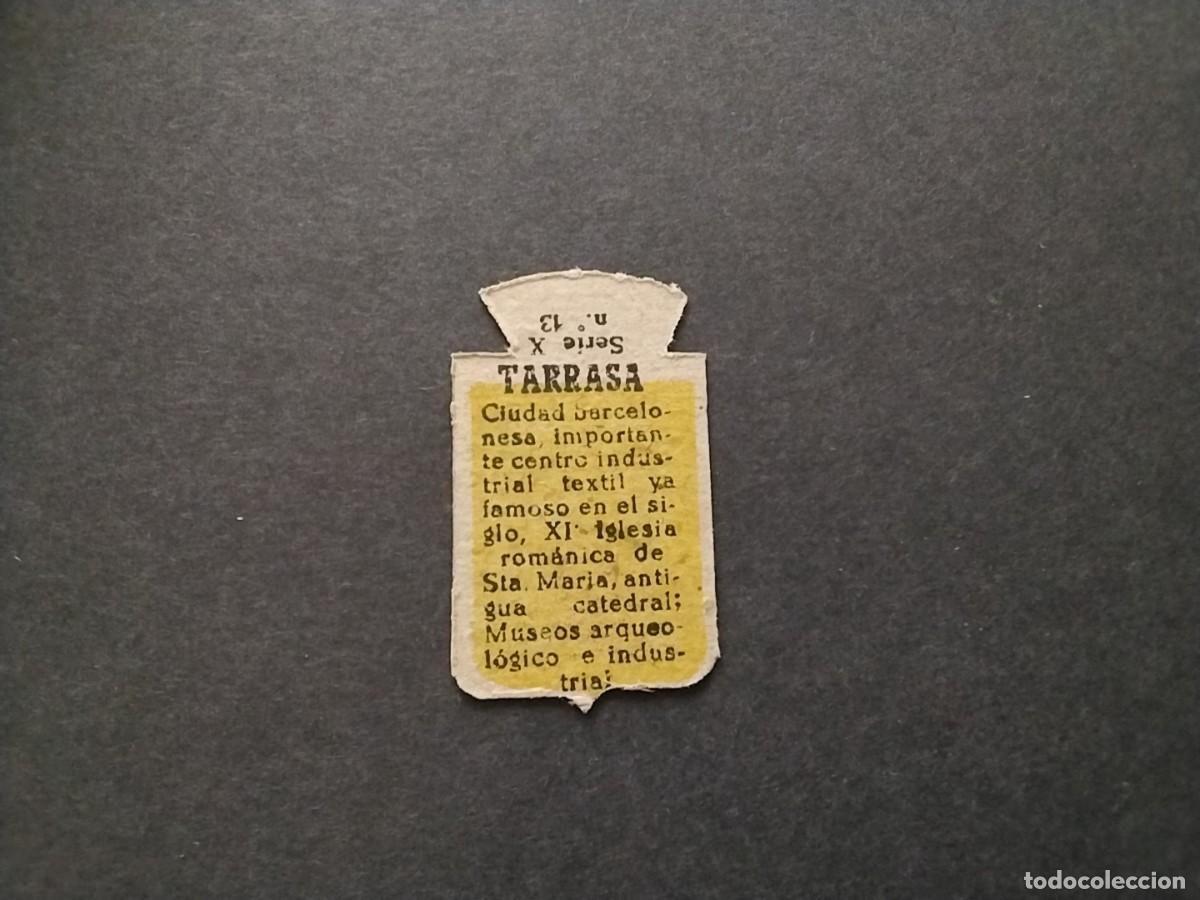 Serie X
n.° 13
TARRASA
Ciudad barcelo-
nesa, importan-
te centro indus-
trial textil ya
famoso en el si-
glo, XI· Iglesia
románica de
Sta. Maria, anti-
gua catedral;
Museos arqueo-
lógico e indus-
trial
todocoleccion